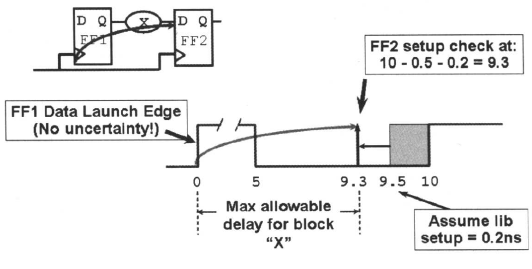 D Q
FF1
X
D Q
FF2
FF2 setup check at:
10 - 0.5 - 0.2 = 9.3
FF1 Data Launch Edge
(No uncertainty!)
0 5 9.3 9.5 10
Max allowable
delay for block
"X"
Assume lib
setup = 0.2ns